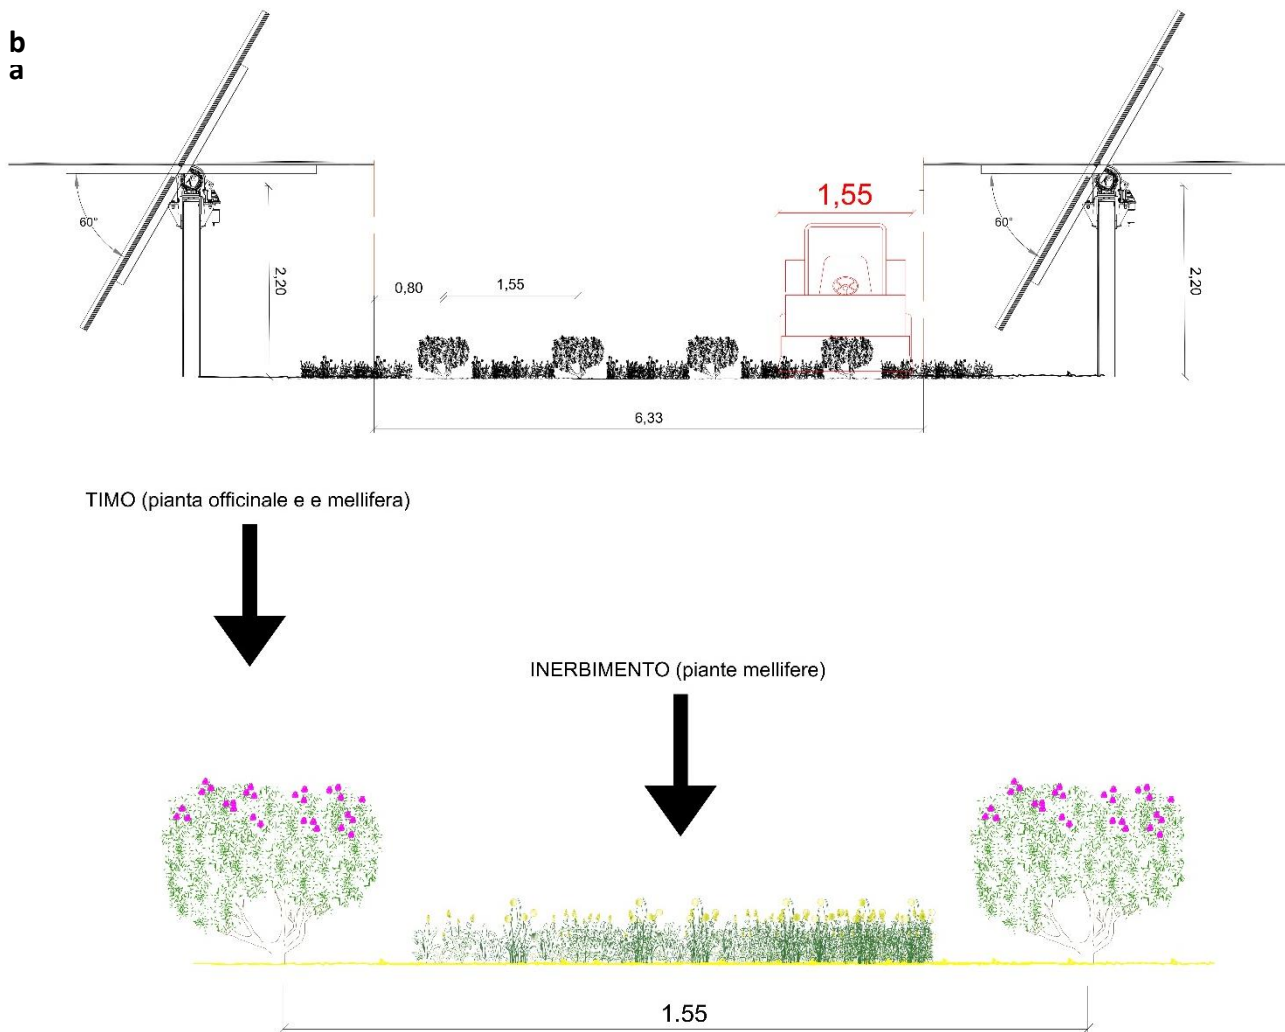 b
a
60°
2,20
0,80
1,55
1,55
60°
2,20
6,33
TIMO (pianta officinale e e mellifera)
INERBIMENTO (piante mellifere)
1.55